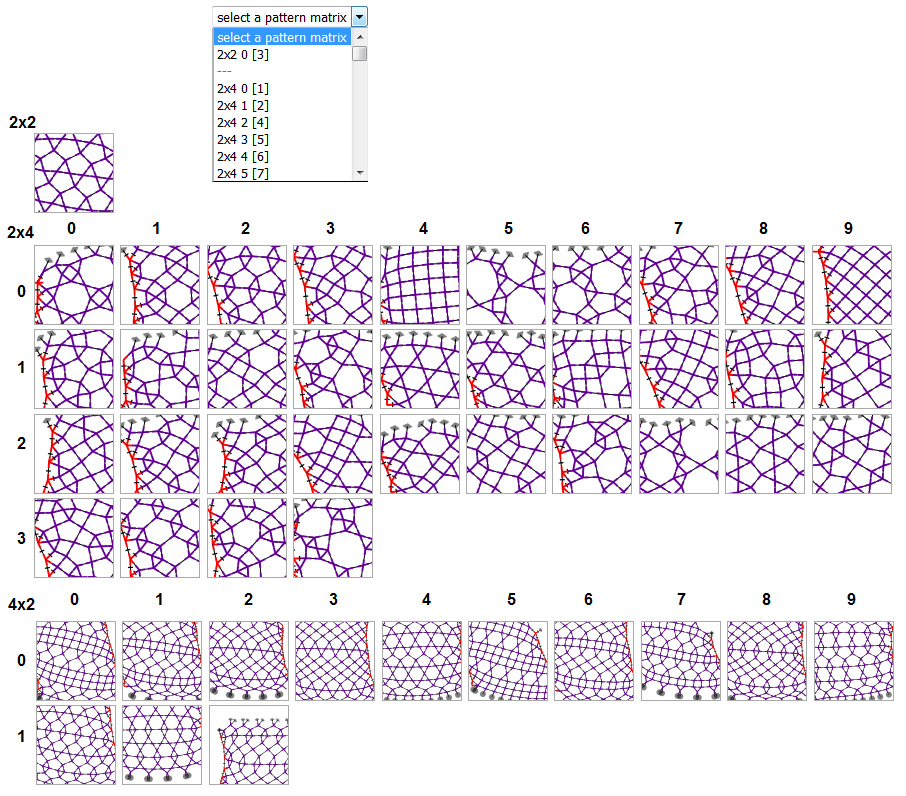 select a pattern matrix
select a pattern matrix
2x2 0 [3]
---
2x4 0 [1]
2x4 1 [2]
2x4 2 [4]
2x4 3 [5]
2x4 4 [6]
2x4 5 [7]
2x2
2x4 0 1 2 3 4 5 6 7 8 9
0
1
2
3
4x2 0 1 2 3 4 5 6 7 8 9
0
1